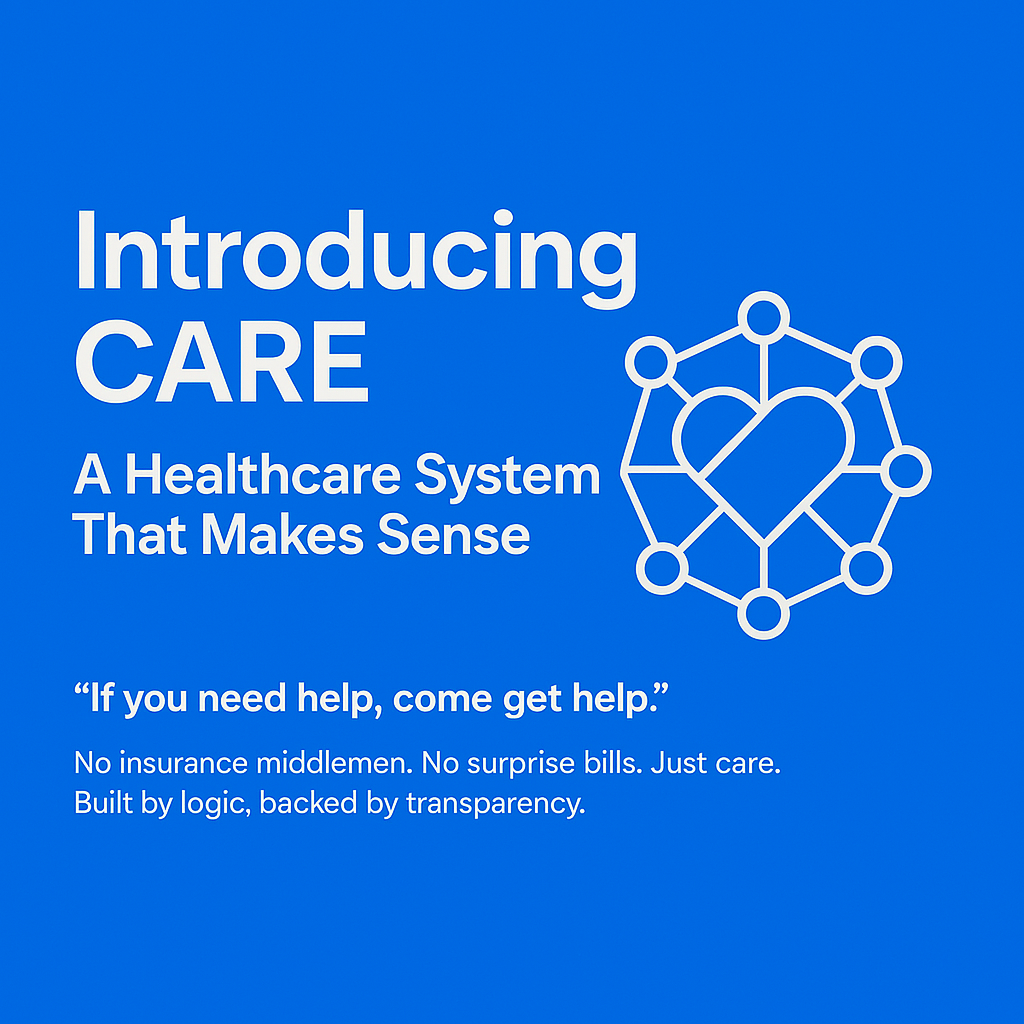 Introducing
CARE
A Healthcare System
That Makes Sense
“If you need help, come get help.”
No insurance middlemen. No surprise bills. Just care.
Built by logic, backed by transparency.